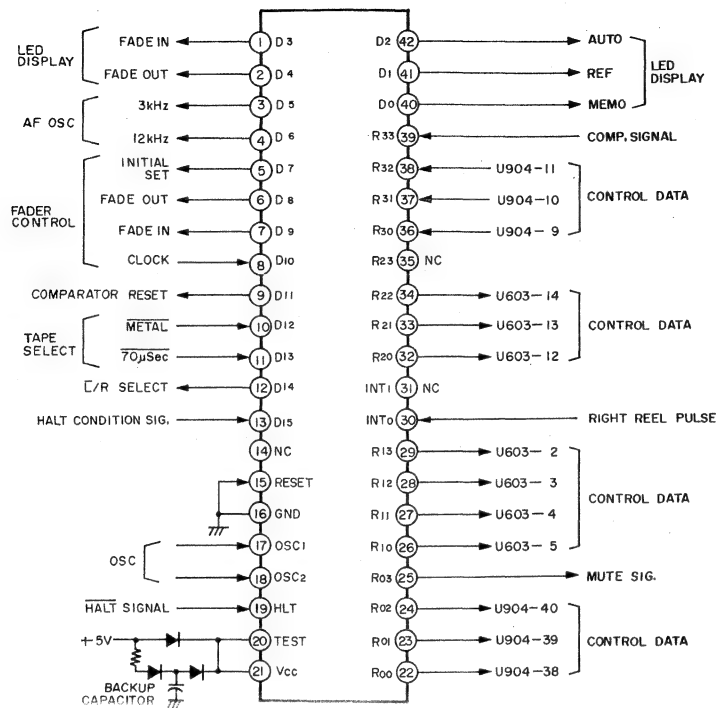 LED DISPLAY
FADE IN 1 D3
FADE OUT 2 D4
AF OSC
3kHz 3 D5
12kHz 4 D6
FADER CONTROL
INITIAL SET 5 D7
FADE OUT 6 D8
FADE IN 7 D9
CLOCK 8 D10
COMPARATOR RESET 9 D11
TAPE SELECT
METAL 10 D12
70µSec 11 D13
L/R SELECT 12 D14
HALT CONDITION SIG. 13 D15
14 NC
15 RESET
16 GND
OSC
17 OSC1
18 OSC2
HALT SIGNAL 19 HLT
+5V 20 TEST
21 Vcc
BACKUP CAPACITOR
D2 42 AUTO
D1 41 REF
D0 40 MEMO
LED DISPLAY
R33 39 COMP. SIGNAL
R32 38 U904-11
R31 37 U904-10
R30 36 U904-9
CONTROL DATA
R23 35 NC
R22 34 U603-14
R21 33 U603-13
R20 32 U603-12
CONTROL DATA
INT1 31 NC
INT0 30 RIGHT REEL PULSE
R13 29 U603-2
R12 28 U603-3
R11 27 U603-4
R10 26 U603-5
CONTROL DATA
R03 25 MUTE SIG.
R02 24 U904-40
R01 23 U904-39
R00 22 U904-38
CONTROL DATA